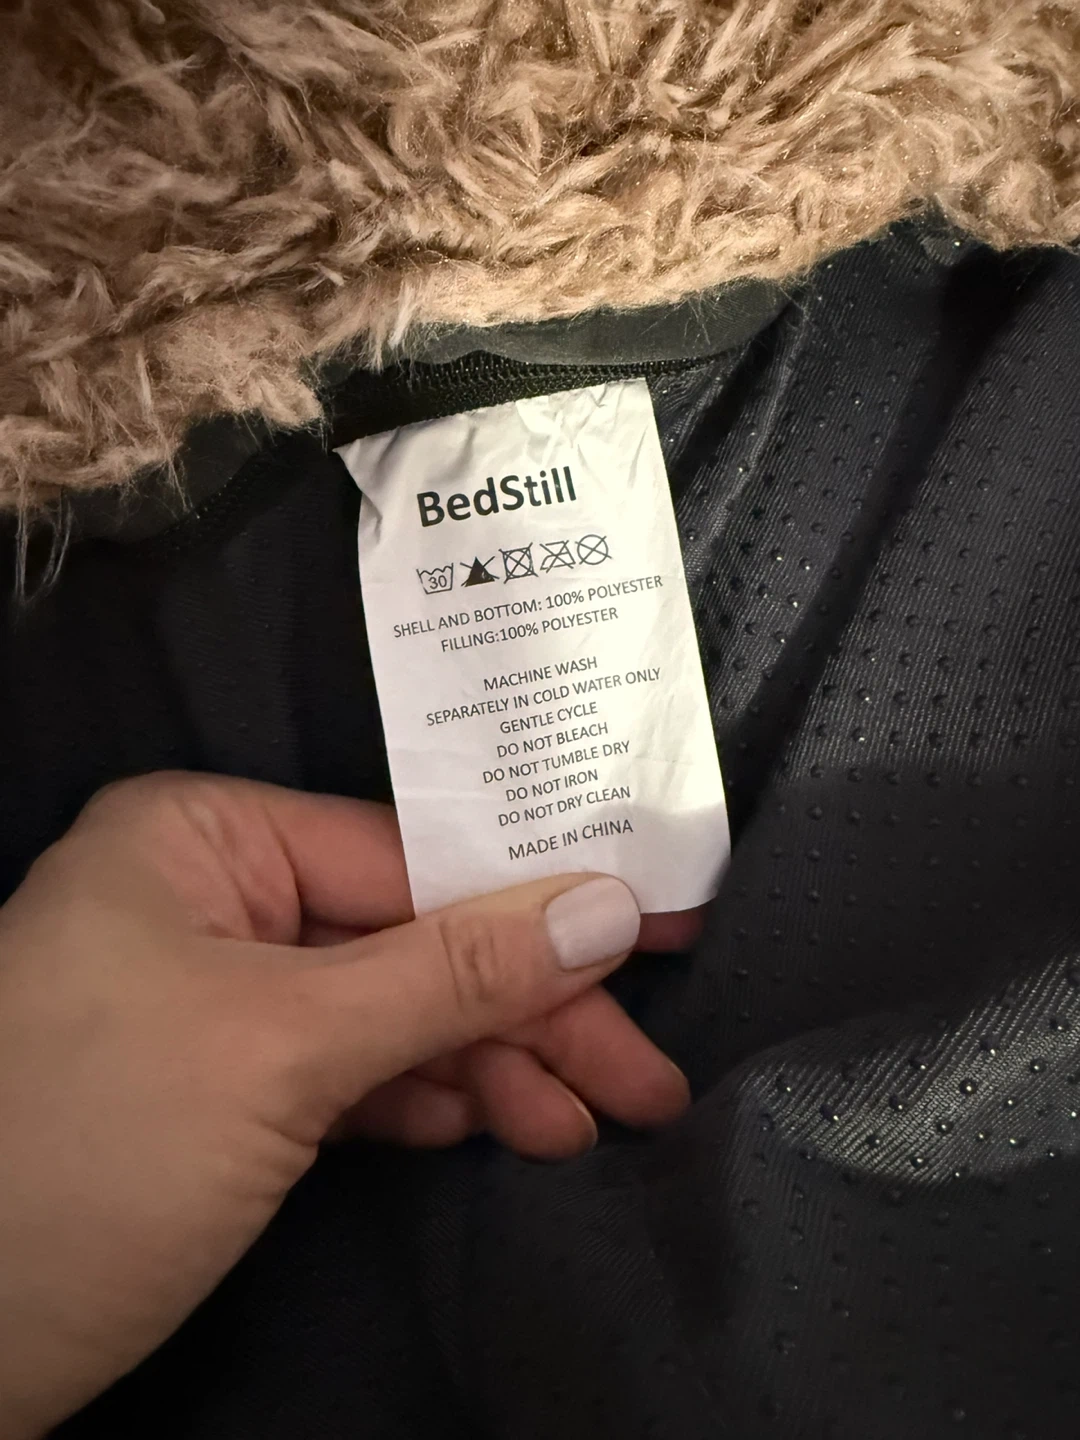 BedStill
30
SHELL AND BOTTOM: 100% POLYESTER
FILLING:100% POLYESTER
MACHINE WASH
SEPARATELY IN COLD WATER ONLY
GENTLE CYCLE
DO NOT BLEACH
DO NOT TUMBLE DRY
DO NOT IRON
DO NOT DRY CLEAN
MADE IN CHINA